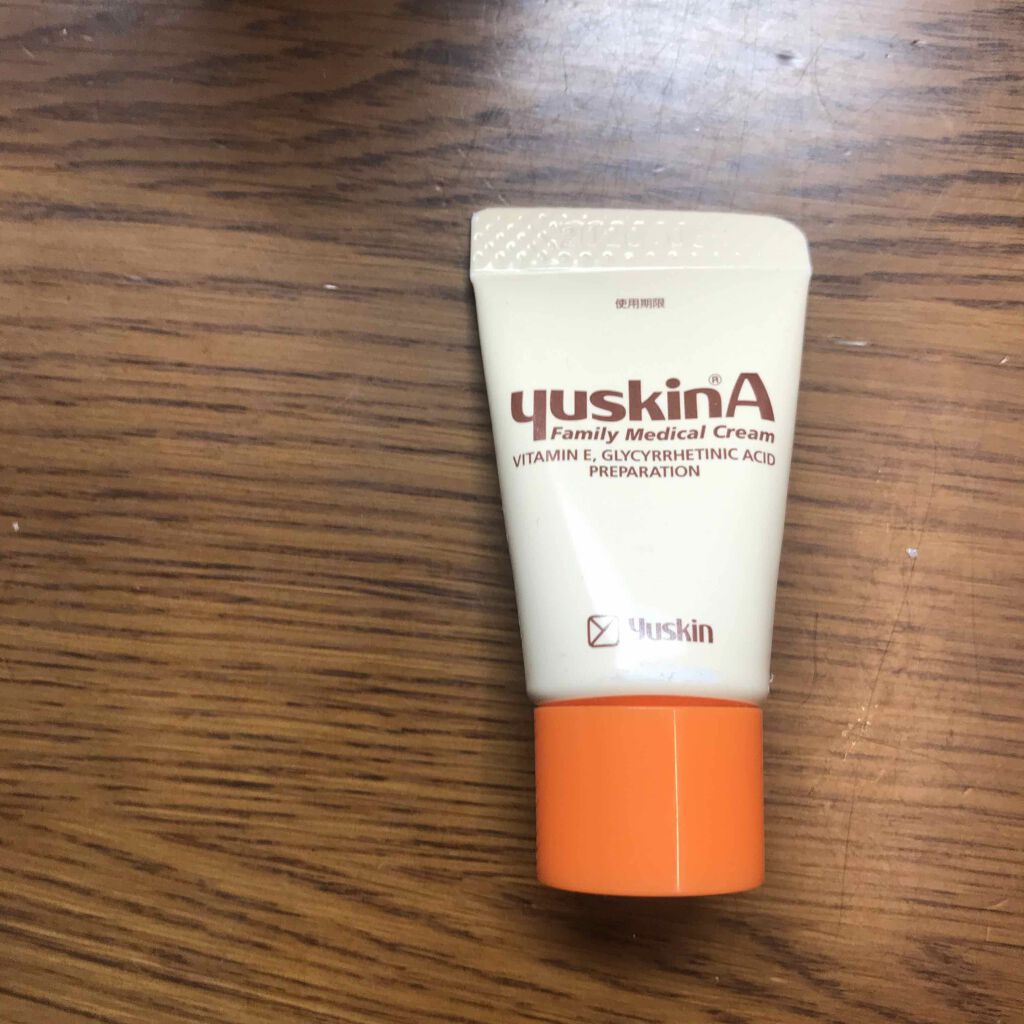 使用期限
yuskin®A
Family Medical Cream
VITAMIN E, GLYCYRRHETINIC ACID
PREPARATION
Yuskin